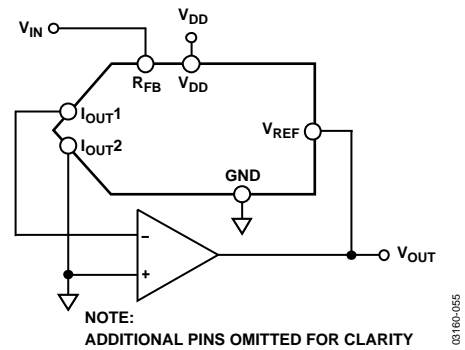 VDD
VIN
RFB
VDD
IOUT1
VREF
IOUT2
GND
–
+
VOUT
NOTE:
ADDITIONAL PINS OMITTED FOR CLARITY
03160-055